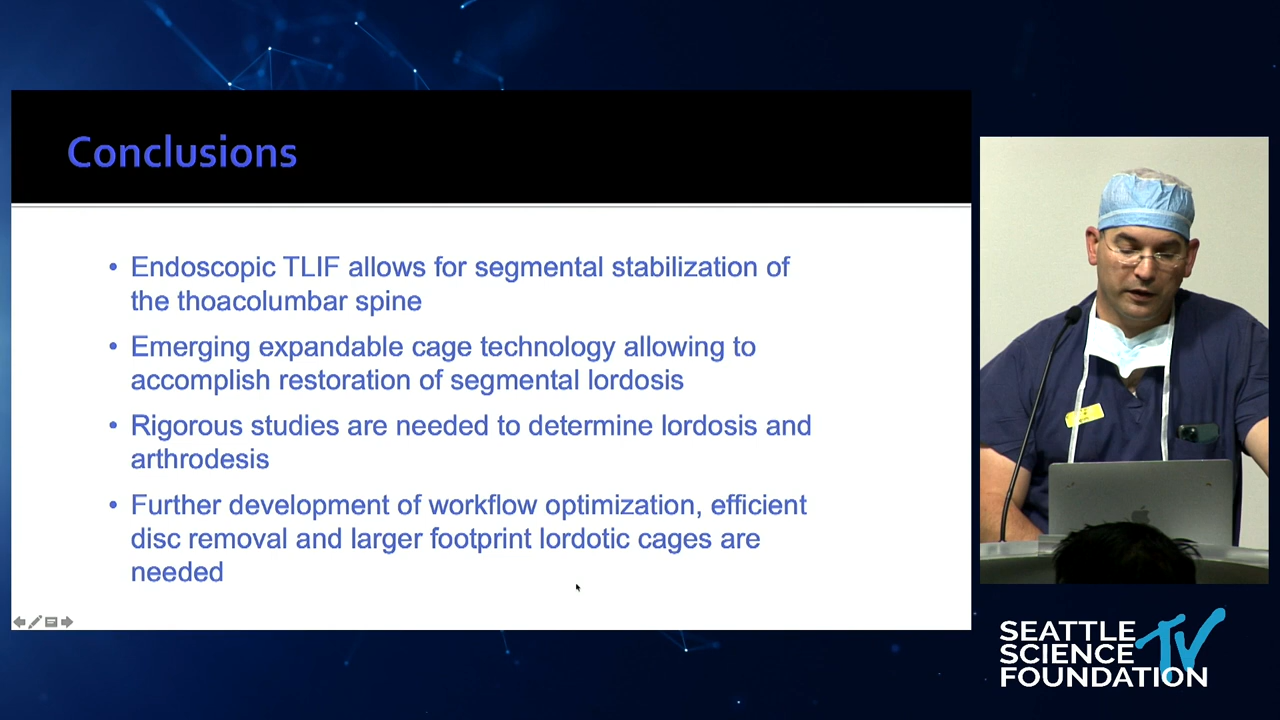 Conclusions
• Endoscopic TLIF allows for segmental stabilization of
the thoacolumbar spine
• Emerging expandable cage technology allowing to
accomplish restoration of segmental lordosis
• Rigorous studies are needed to determine lordosis and
arthrodesis
• Further development of workflow optimization, efficient
disc removal and larger footprint lordotic cages are
needed
SEATTLE
SCIENCE
FOUNDATION
TV